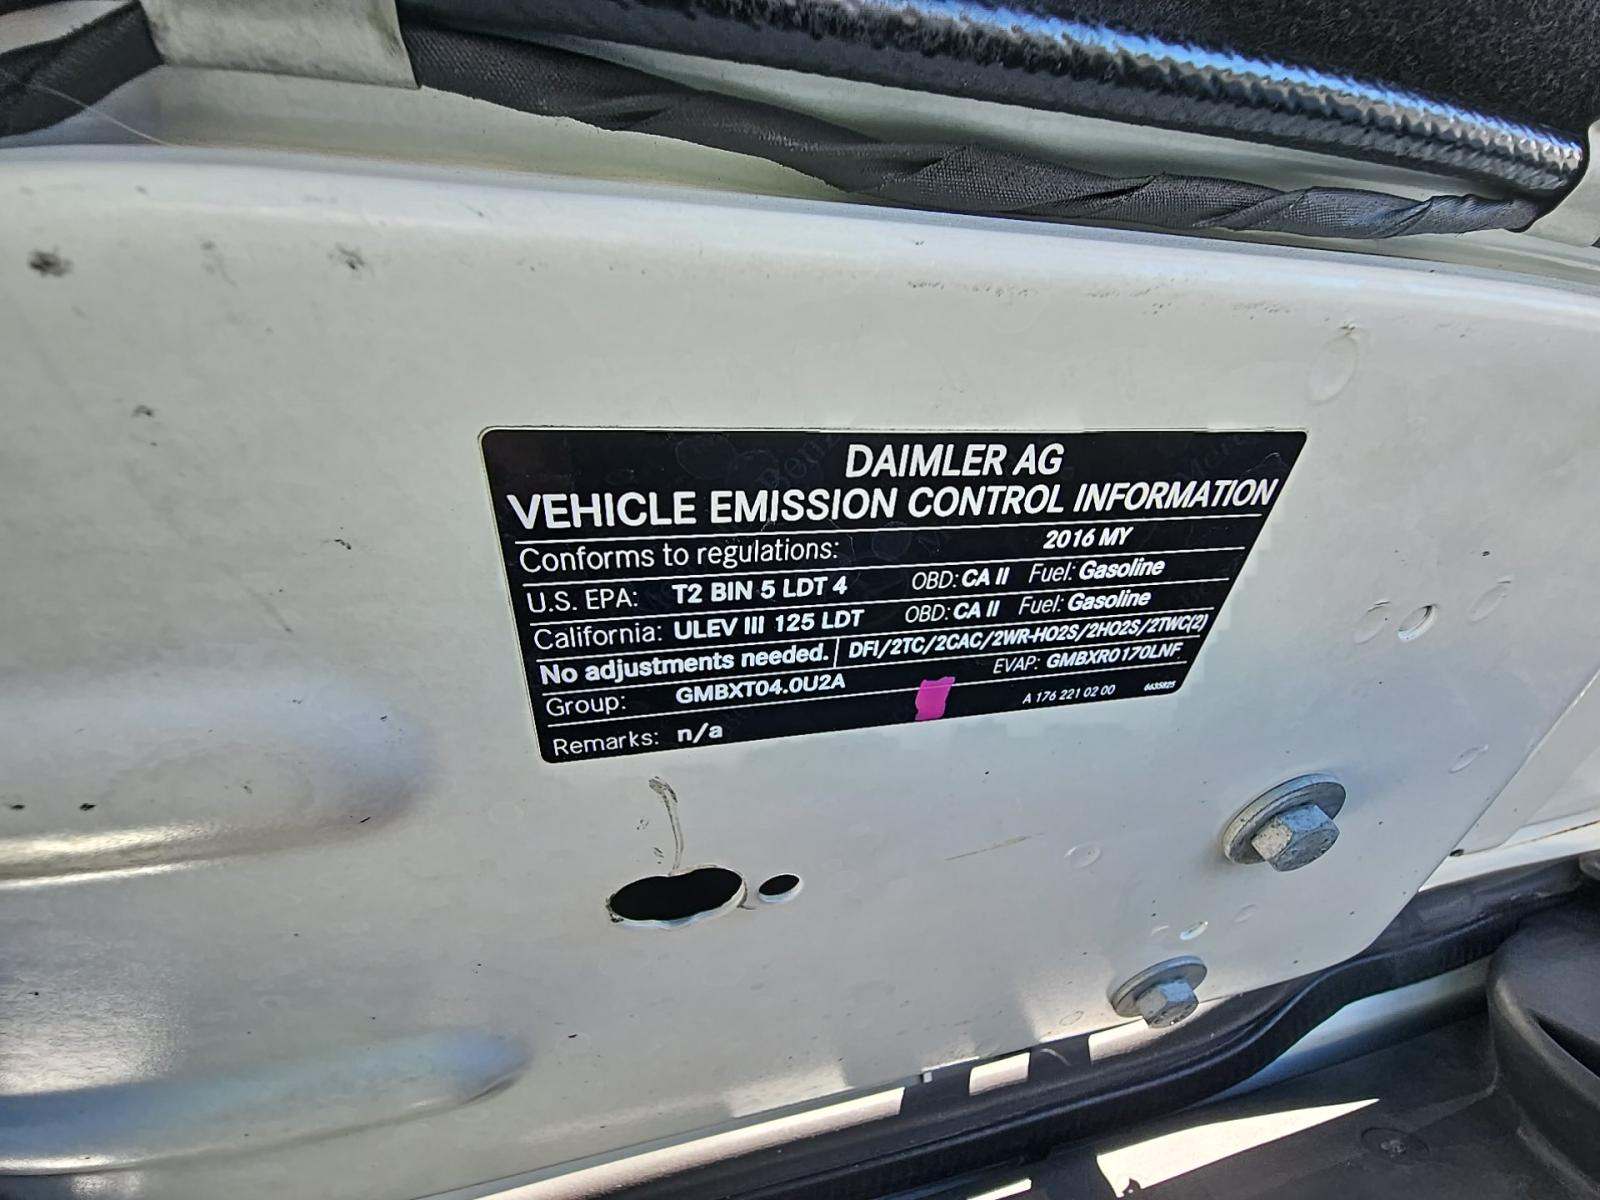 DAIMLER AG
VEHICLE EMISSION CONTROL INFORMATION
Conforms to regulations: 2016 MY
U.S. EPA: T2 BIN 5 LDT 4 OBD: CA II Fuel: Gasoline
California: ULEV III 125 LDT OBD: CA II Fuel: Gasoline
No adjustments needed. DFI/2TC/2CAC/2WR-HO2S/2HO2S/2TWC(2)
Group: GMBXT04.0U2A EVAP: GMBXR0170LNF
Remarks: n/a A 176 221 02 00 6635825